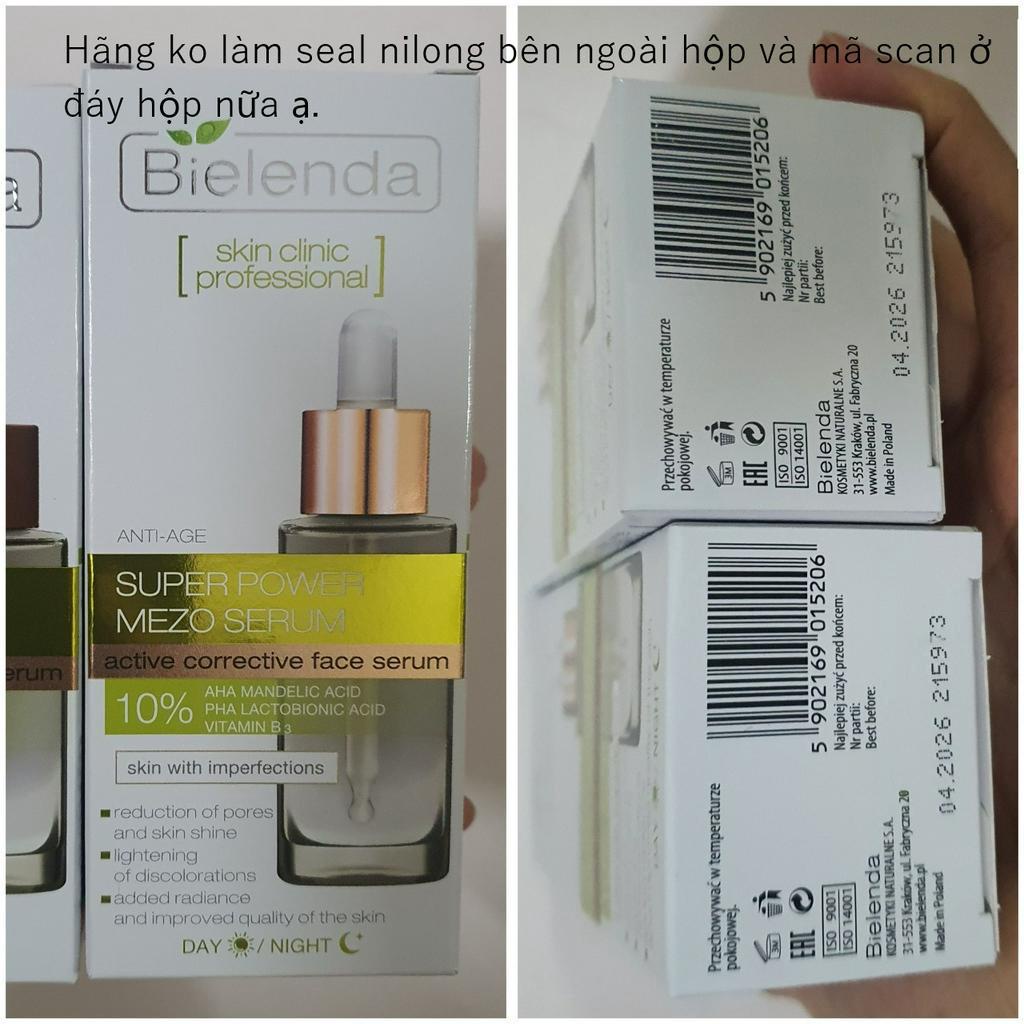 Hãng ko làm seal nilong bên ngoài hộp và mã scan ở
đáy hộp nữa ạ.
a
erum
Bielenda
[ skin clinic
professional ]
ANTI-AGE
SUPER POWER
MEZO SERUM
active corrective face serum
10%
AHA MANDELIC ACID
PHA LACTOBIONIC ACID
VITAMIN B3
skin with imperfections
reduction of pores
and skin shine
lightening
of discolorations
added radiance
and improved quality of the skin
DAY / NIGHT
5 902169 015206
Najlepiej zużyć przed końcem:
Nr partii:
Best before:
04.2026 215973
Przechowywać w temperaturze
pokojowej.
3M
EAC
ISO 9001
ISO 14001
Bielenda
KOSMETYKI NATURALNE S.A.
31-553 Kraków, ul. Fabryczna 20
www.bielenda.pl
Made in Poland
5 902169 015206
Najlepiej zużyć przed końcem:
Nr partii:
Best before:
04.2026 215973
Przechowywać w temperaturze
pokojowej.
3M
EAC
ISO 9001
ISO 14001
Bielenda
KOSMETYKI NATURALNE S.A.
31-553 Kraków, ul. Fabryczna 20
www.bielenda.pl
Made in Poland
DAY NIGHT